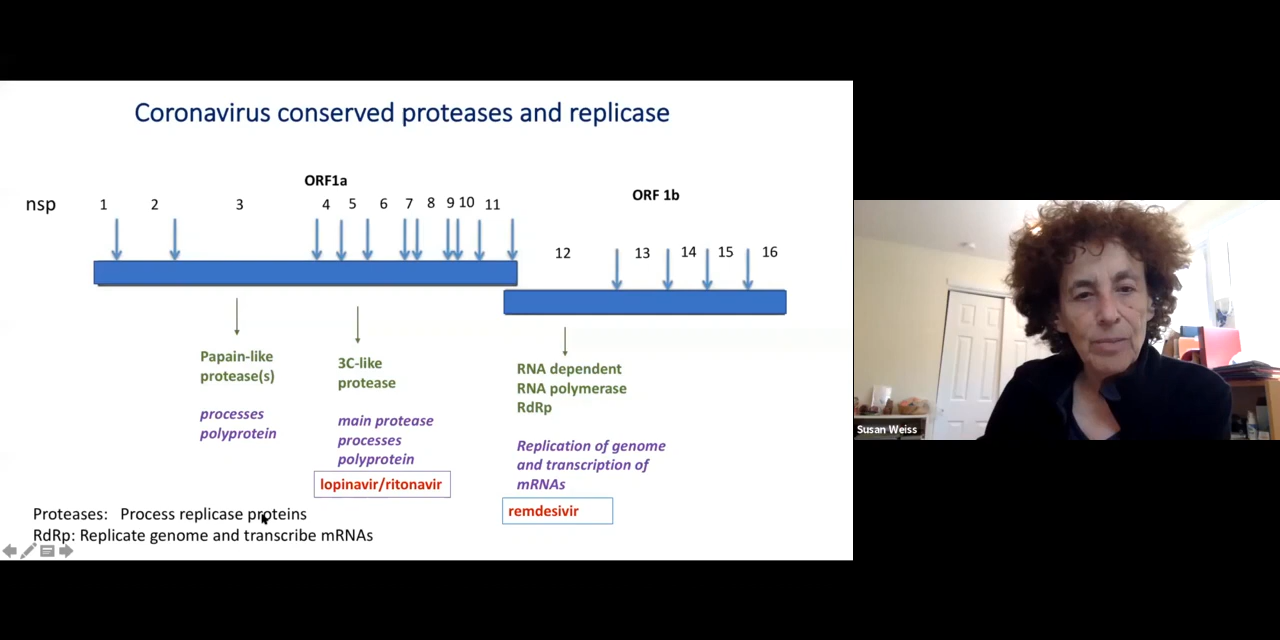 Coronavirus conserved proteases and replicase
ORF1a
ORF 1b
nsp 1 2 3 4 5 6 7 8 9 10 11
12 13 14 15 16
Papain-like
protease(s)
processes
polyprotein
3C-like
protease
main protease
processes
polyprotein
lopinavir/ritonavir
RNA dependent
RNA polymerase
RdRp
Replication of genome
and transcription of
mRNAs
remdesivir
Proteases: Process replicase proteins
RdRp: Replicate genome and transcribe mRNAs
Susan Weiss